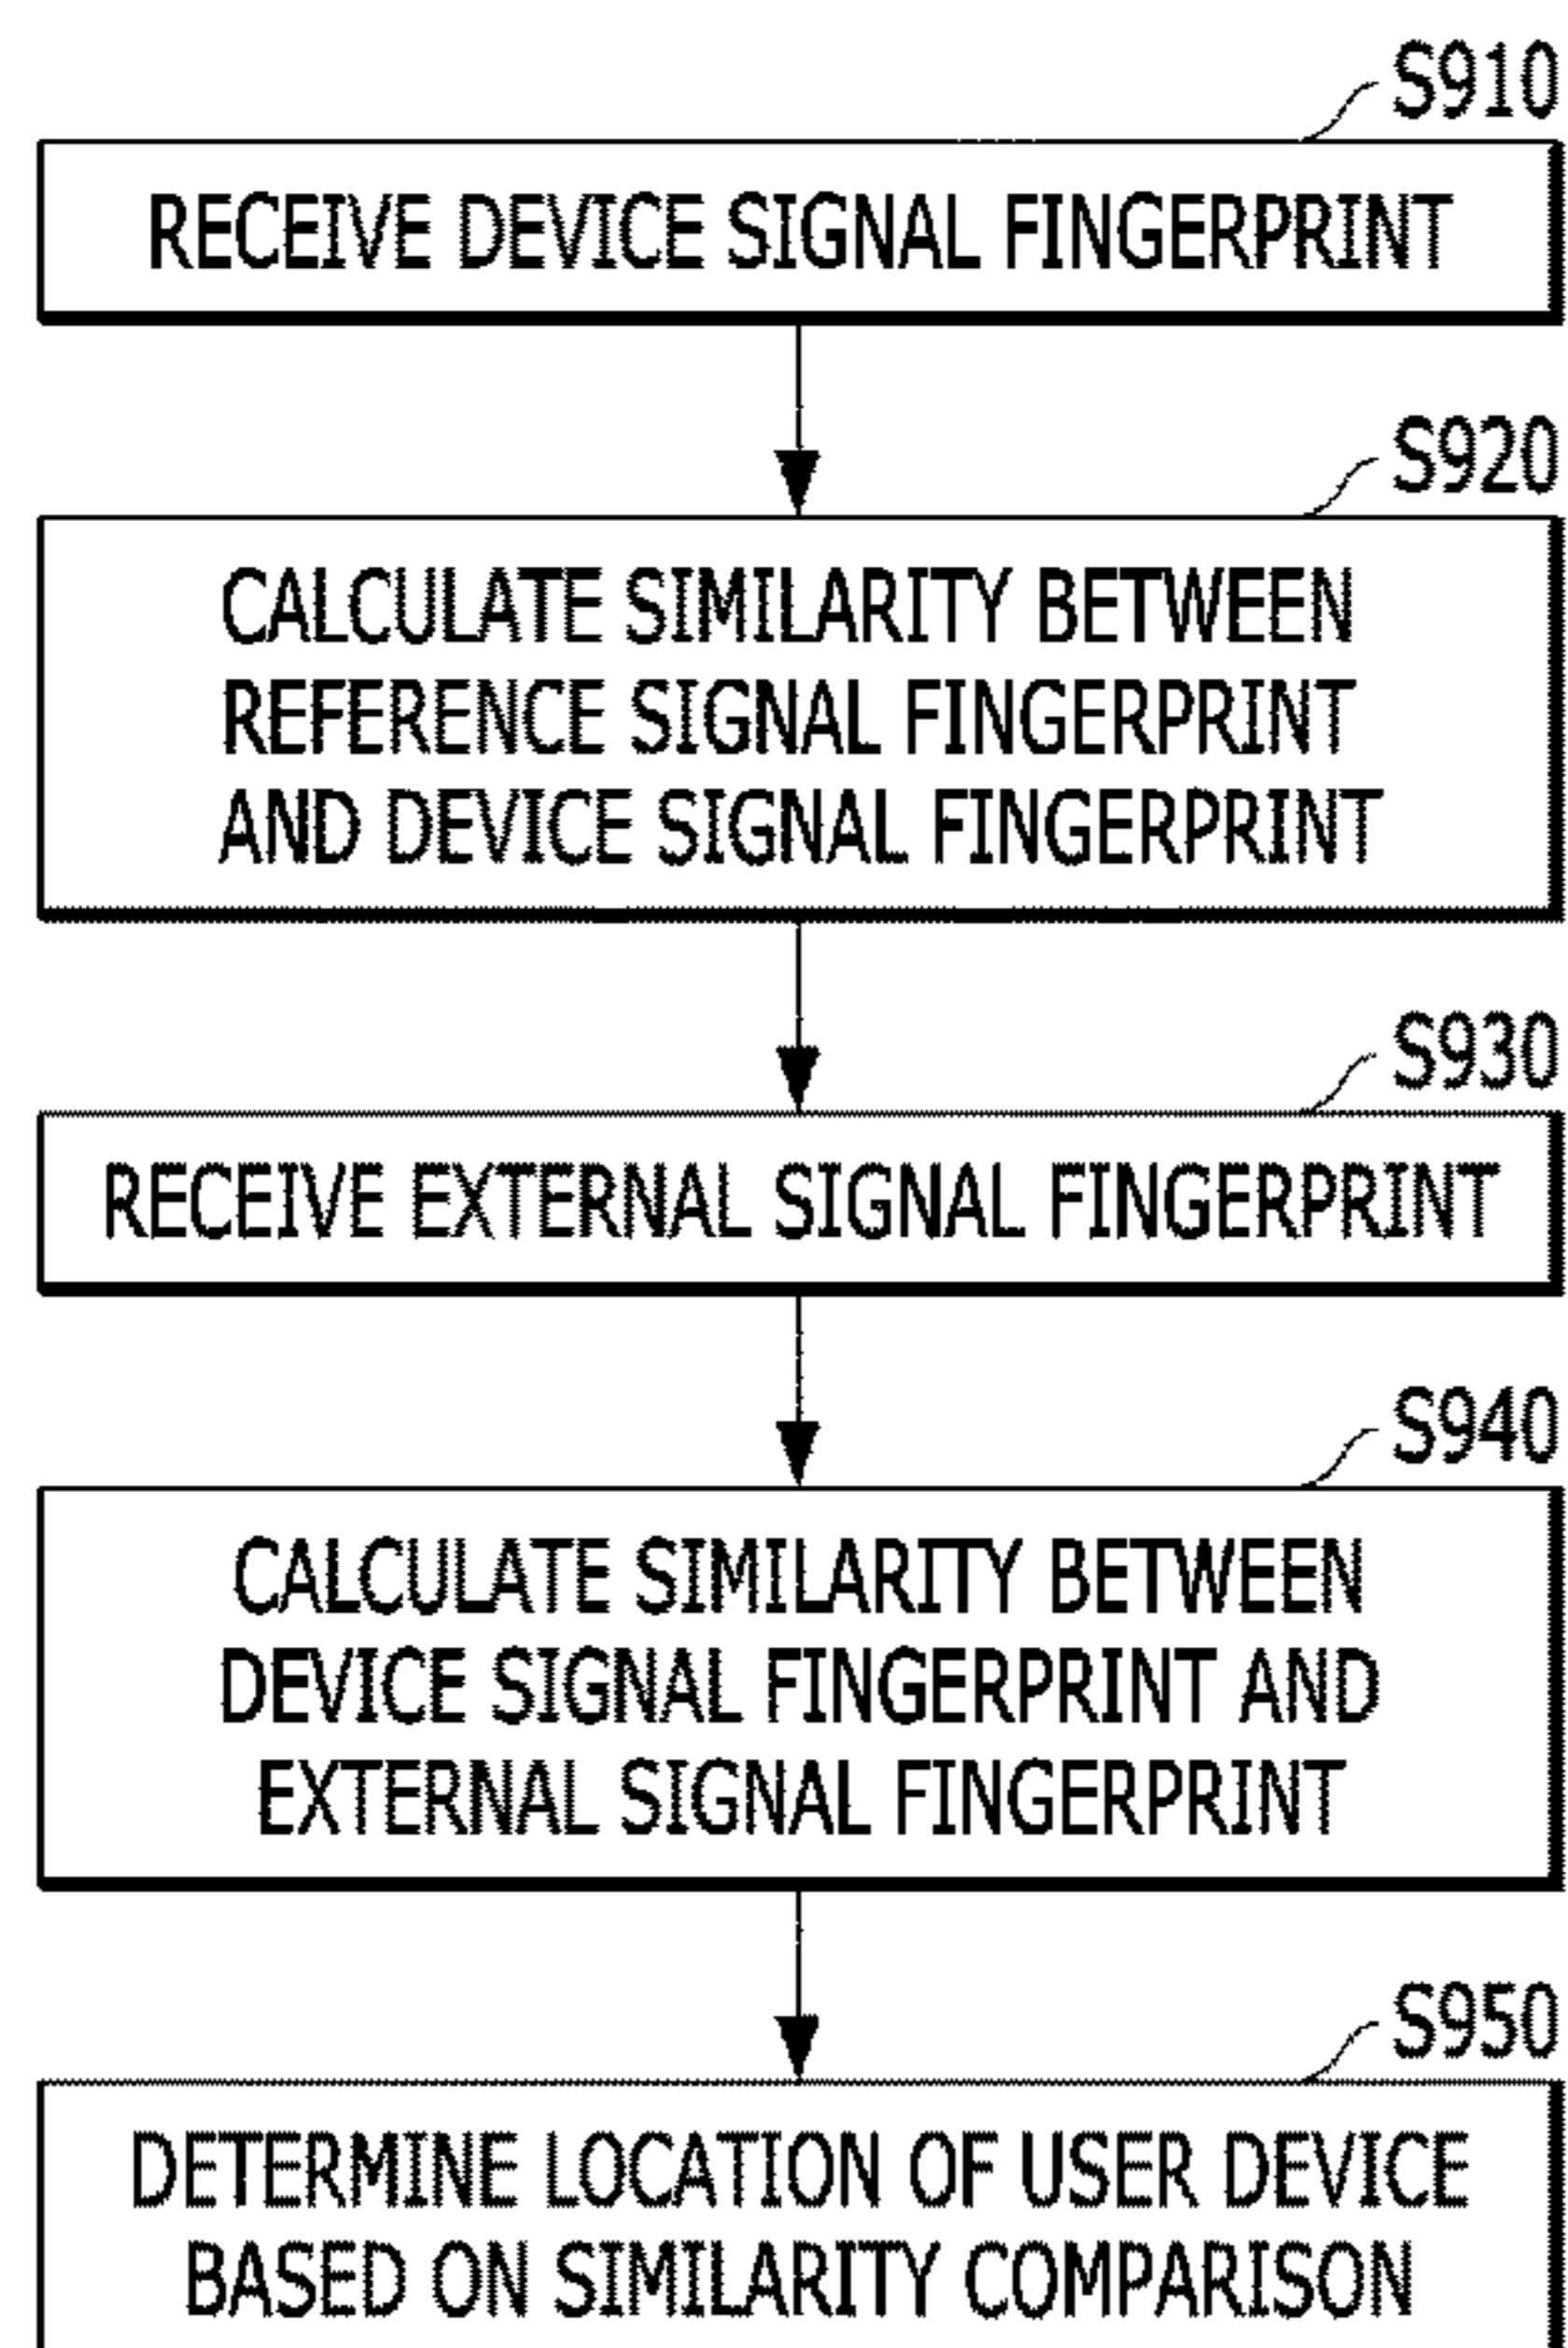 S910
RECEIVE DEVICE SIGNAL FINGERPRINT
S920
CALCULATE SIMILARITY BETWEEN
REFERENCE SIGNAL FINGERPRINT
AND DEVICE SIGNAL FINGERPRINT
S930
RECEIVE EXTERNAL SIGNAL FINGERPRINT
S940
CALCULATE SIMILARITY BETWEEN
DEVICE SIGNAL FINGERPRINT AND
EXTERNAL SIGNAL FINGERPRINT
S950
DETERMINE LOCATION OF USER DEVICE
BASED ON SIMILARITY COMPARISON